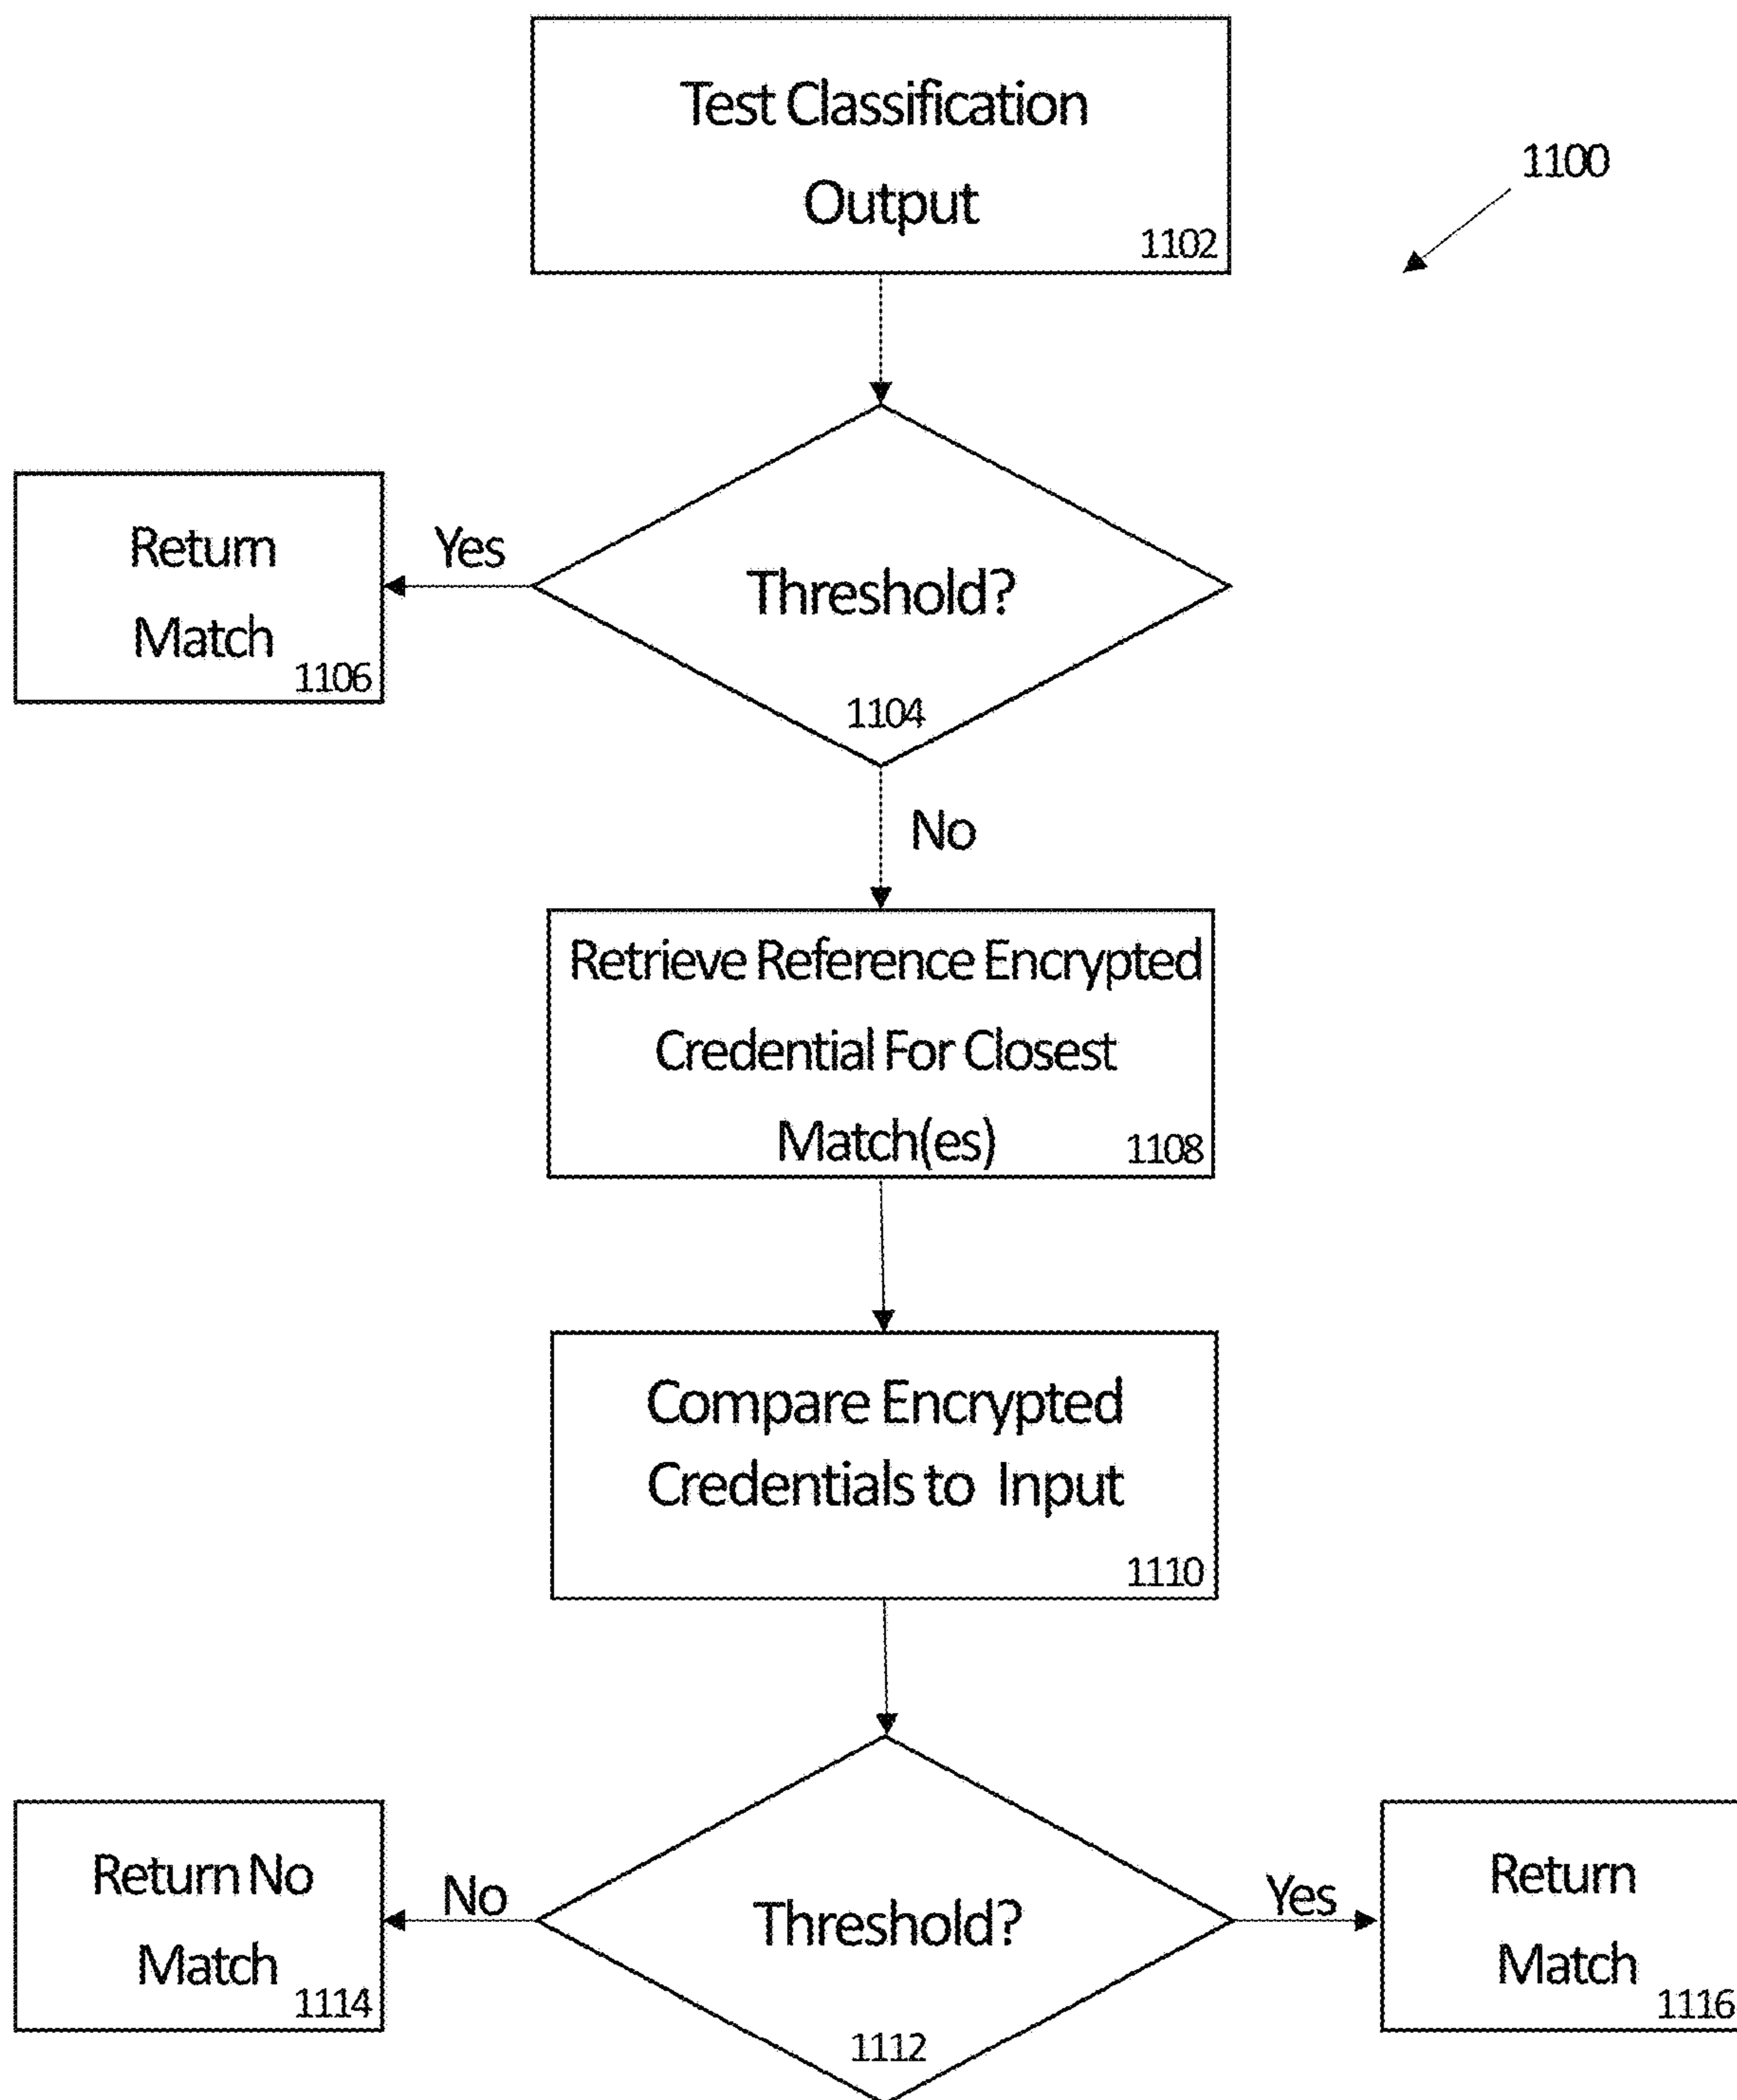 Test Classification
Output
1102
1100
Return
Match
1106
Yes
Threshold?
1104
No
Retrieve Reference Encrypted
Credential For Closest
Match(es)
1108
Compare Encrypted
Credentials to Input
1110
Return No
Match
1114
No
Threshold?
1112
Yes
Return
Match
1116